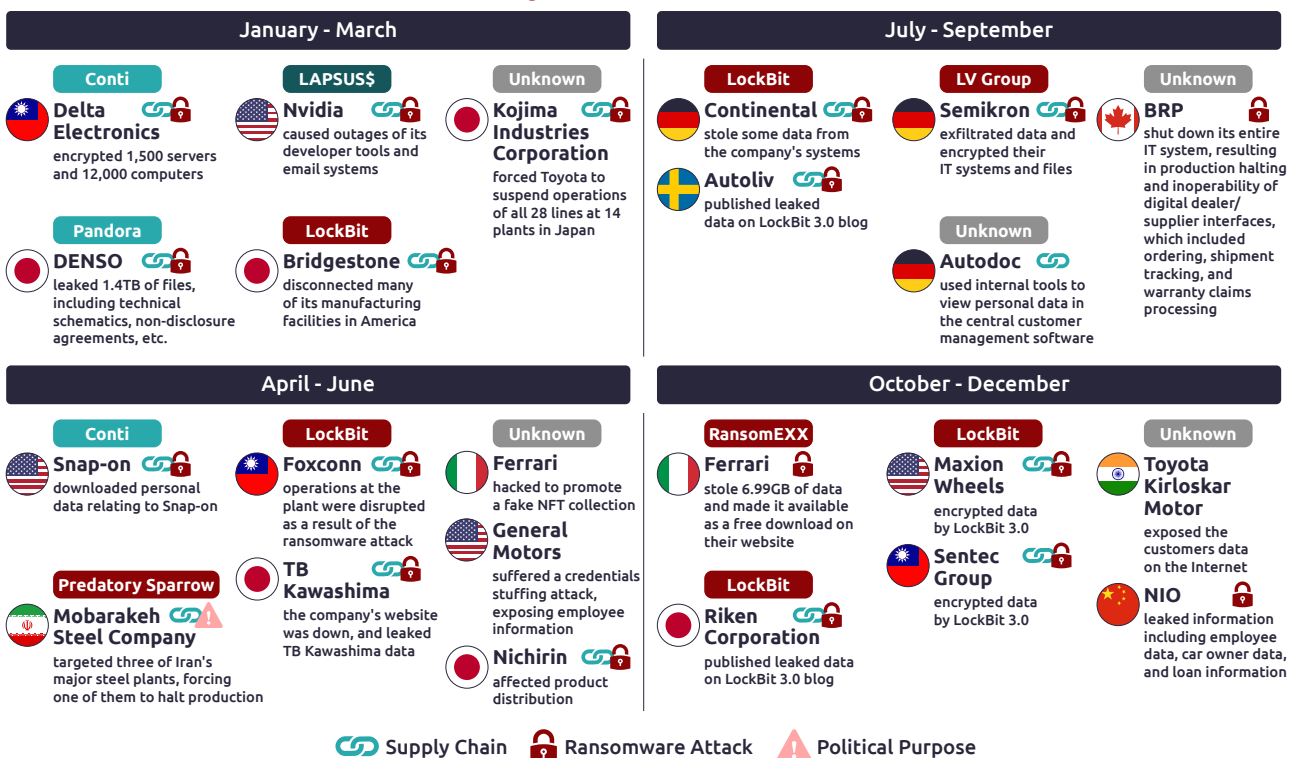 January - March
Conti
Delta
Electronics
encrypted 1,500 servers
and 12,000 computers
LAPSUS$
Nvidia
caused outages of its
developer tools and
email systems
Unknown
Kojima
Industries
Corporation
forced Toyota to
suspend operations
of all 28 lines at 14
plants in Japan
Pandora
DENSO
leaked 1.4TB of files,
including technical
schematics, non-disclosure
agreements, etc.
LockBit
Bridgestone
disconnected many
of its manufacturing
facilities in America
July - September
LockBit
Continental
stole some data from
the company's systems
Autoliv
published leaked
data on LockBit 3.0 blog
LV Group
Semikron
exfiltrated data and
encrypted their
IT systems and files
Unknown
Autodoc
used internal tools to
view personal data in
the central customer
management software
Unknown
BRP
shut down its entire
IT system, resulting
in production halting
and inoperability of
digital dealer/
supplier interfaces,
which included
ordering, shipment
tracking, and
warranty claims
processing
April - June
Conti
Snap-on
downloaded personal
data relating to Snap-on
Predatory Sparrow
Mobarakeh
Steel Company
targeted three of Iran's
major steel plants, forcing
one of them to halt production
LockBit
Foxconn
operations at the
plant were disrupted
as a result of the
ransomware attack
TB
Kawashima
the company's website
was down, and leaked
TB Kawashima data
Unknown
Ferrari
hacked to promote
a fake NFT collection
General
Motors
suffered a credentials
stuffing attack,
exposing employee
information
Nichirin
affected product
distribution
October - December
RansomEXX
Ferrari
stole 6.99GB of data
and made it available
as a free download on
their website
LockBit
Riken
Corporation
published leaked data
on LockBit 3.0 blog
LockBit
Maxion
Wheels
encrypted data
by LockBit 3.0
Sentec
Group
encrypted data
by LockBit 3.0
Unknown
Toyota
Kirloskar
Motor
exposed the
customers data
on the Internet
NIO
leaked information
including employee
data, car owner data,
and loan information
Supply Chain
Ransomware Attack
Political Purpose